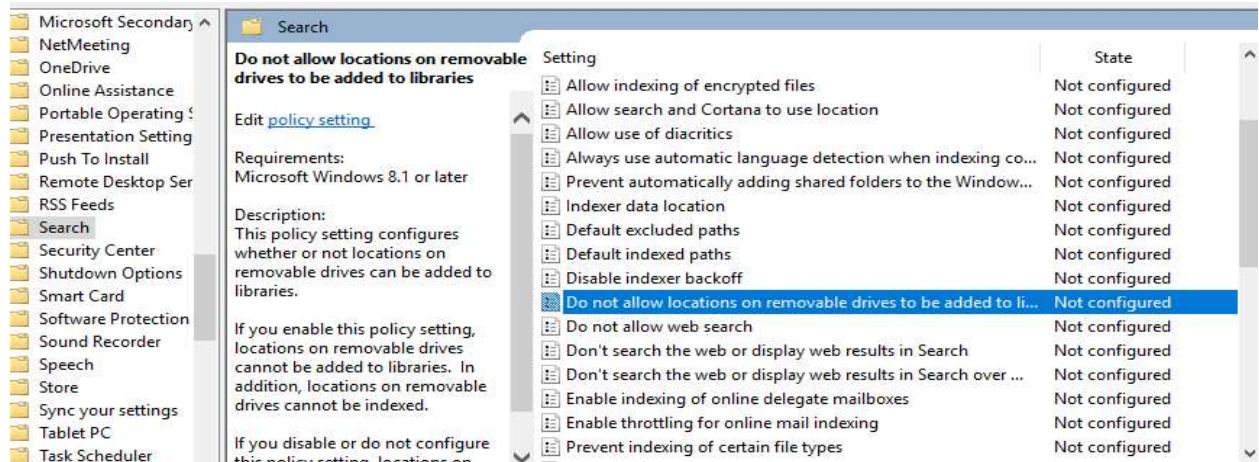 Microsoft Secondary
NetMeeting
OneDrive
Online Assistance
Portable Operating S
Presentation Setting
Push To Install
Remote Desktop Ser
RSS Feeds
Search
Security Center
Shutdown Options
Smart Card
Software Protection
Sound Recorder
Speech
Store
Sync your settings
Tablet PC
Task Scheduler
Search
Do not allow locations on removable
drives to be added to libraries
Edit policy setting
Requirements:
Microsoft Windows 8.1 or later
Description:
This policy setting configures
whether or not locations on
removable drives can be added to
libraries.
If you enable this policy setting,
locations on removable drives
cannot be added to libraries. In
addition, locations on removable
drives cannot be indexed.
If you disable or do not configure
this policy setting, locations on
Setting State
Allow indexing of encrypted files Not configured
Allow search and Cortana to use location Not configured
Allow use of diacritics Not configured
Always use automatic language detection when indexing co... Not configured
Prevent automatically adding shared folders to the Window... Not configured
Indexer data location Not configured
Default excluded paths Not configured
Default indexed paths Not configured
Disable indexer backoff Not configured
Do not allow locations on removable drives to be added to li... Not configured
Do not allow web search Not configured
Don't search the web or display web results in Search Not configured
Don't search the web or display web results in Search over ... Not configured
Enable indexing of online delegate mailboxes Not configured
Enable throttling for online mail indexing Not configured
Prevent indexing of certain file types Not configured